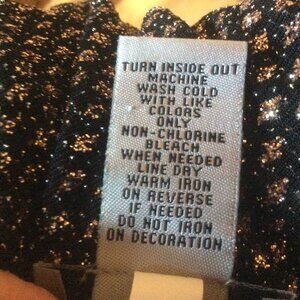 TURN INSIDE OUT
MACHINE
WASH COLD
WITH LIKE
COLORS
ONLY
NON-CHLORINE
BLEACH
WHEN NEEDED
LINE DRY
WARM IRON
ON REVERSE
IF NEEDED
DO NOT IRON
ON DECORATION